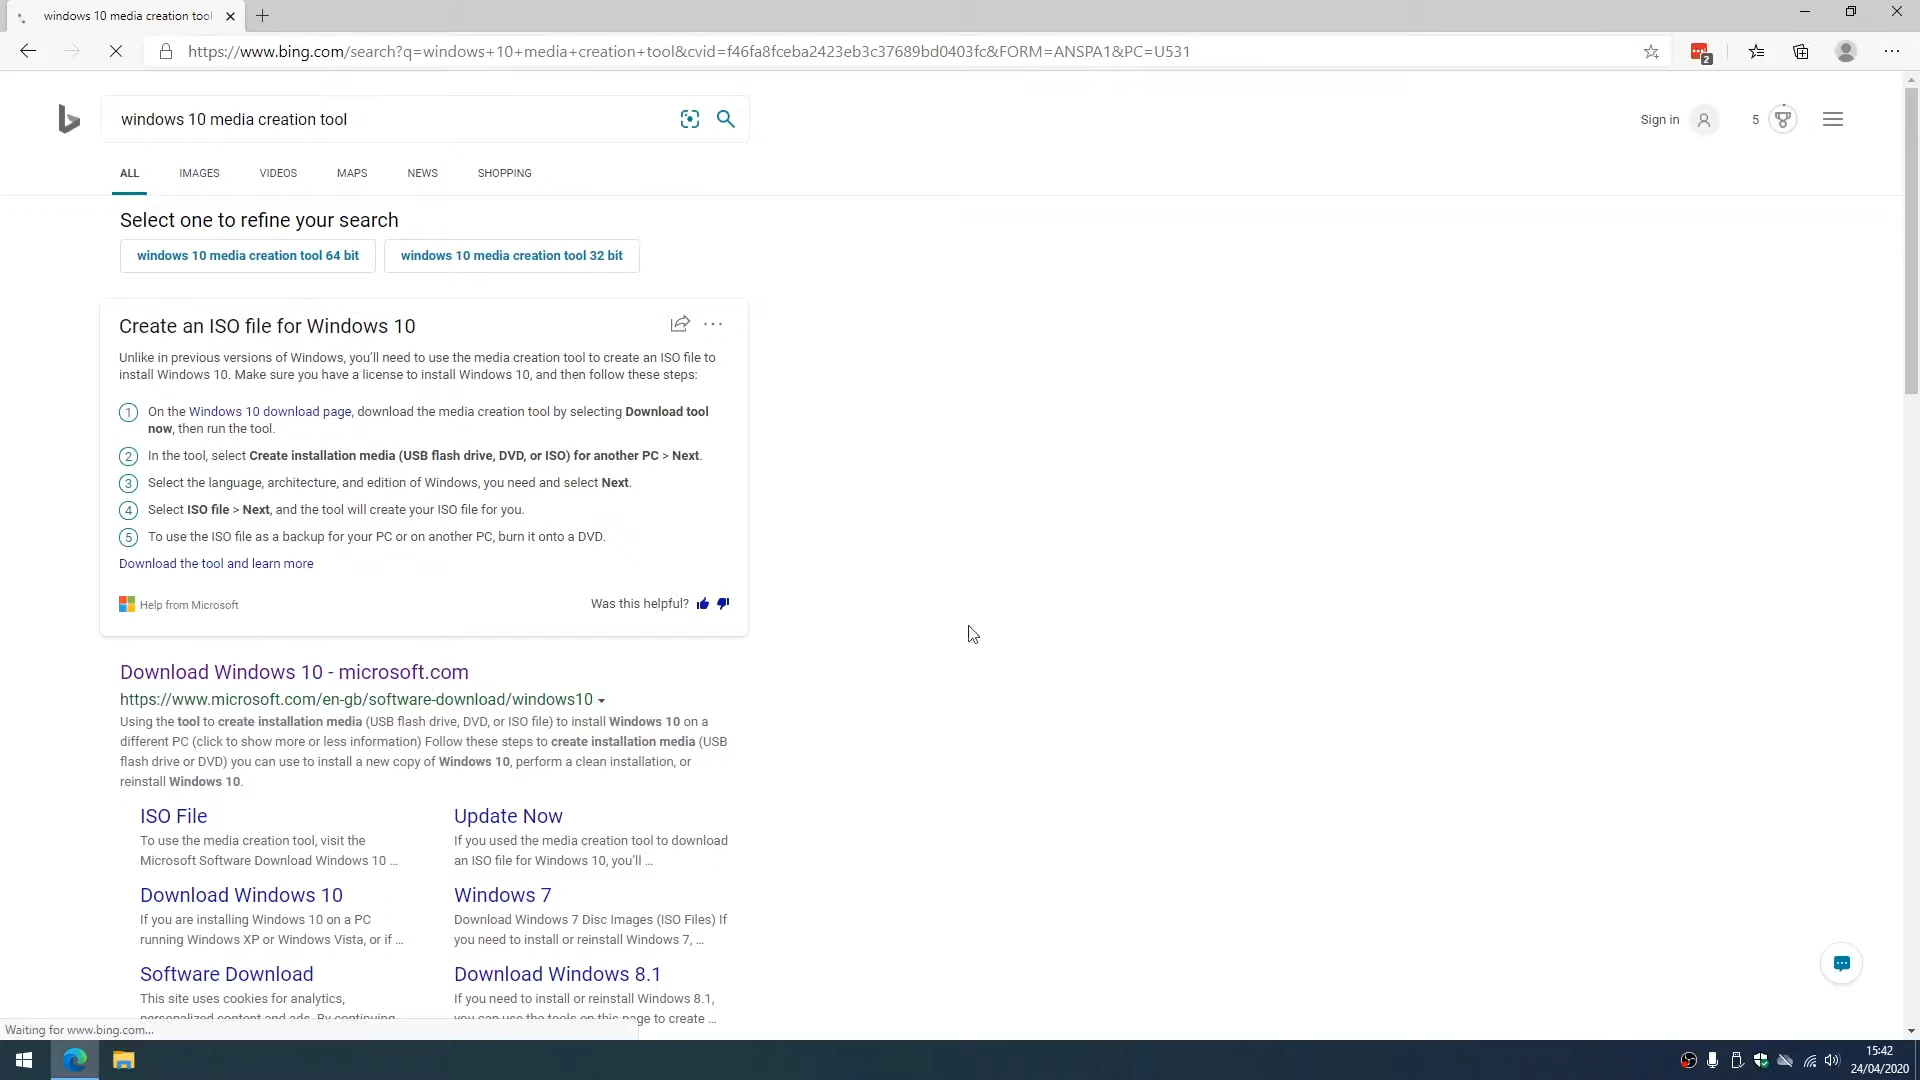 windows 10 media creation tool
https://www.bing.com/search?q=windows+10+media+creation+tool&cvid=f46fa8fceba2423eb3c37689bd0403fc&FORM=ANSPA1&PC=U531
2
windows 10 media creation tool
Sign in
5
ALL IMAGES VIDEOS MAPS NEWS SHOPPING
Select one to refine your search
windows 10 media creation tool 64 bit
windows 10 media creation tool 32 bit
Create an ISO file for Windows 10
Unlike in previous versions of Windows, you'll need to use the media creation tool to create an ISO file to
install Windows 10. Make sure you have a license to install Windows 10, and then follow these steps:
1 On the Windows 10 download page, download the media creation tool by selecting Download tool
now, then run the tool.
2 In the tool, select Create installation media (USB flash drive, DVD, or ISO) for another PC > Next.
3 Select the language, architecture, and edition of Windows, you need and select Next.
4 Select ISO file > Next, and the tool will create your ISO file for you.
5 To use the ISO file as a backup for your PC or on another PC, burn it onto a DVD.
Download the tool and learn more
Help from Microsoft
Was this helpful?
Download Windows 10 - microsoft.com
https://www.microsoft.com/en-gb/software-download/windows10
Using the tool to create installation media (USB flash drive, DVD, or ISO file) to install Windows 10 on a
different PC (click to show more or less information) Follow these steps to create installation media (USB
flash drive or DVD) you can use to install a new copy of Windows 10, perform a clean installation, or
reinstall Windows 10.
ISO File
To use the media creation tool, visit the
Microsoft Software Download Windows 10 ...
Update Now
If you used the media creation tool to download
an ISO file for Windows 10, you'll ...
Download Windows 10
If you are installing Windows 10 on a PC
running Windows XP or Windows Vista, or if ...
Windows 7
Download Windows 7 Disc Images (ISO Files) If
you need to install or reinstall Windows 7, ...
Software Download
This site uses cookies for analytics,
personalized content and ads. By continuing
Download Windows 8.1
If you need to install or reinstall Windows 8.1,
you can use the tools on this page to create ...
Waiting for www.bing.com...
15:42
24/04/2020